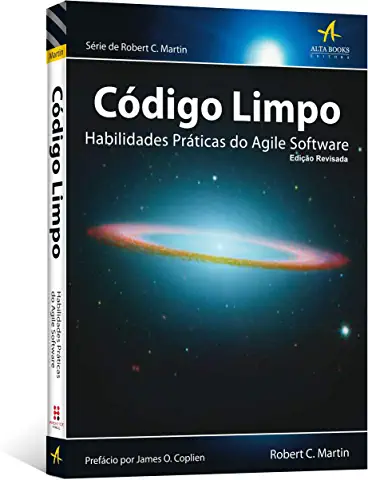 Série de Robert C. Martin
ALTA BOOKS
EDITORA
Código Limpo
Habilidades Práticas do Agile Software
Edição Revisada
Prefácio por James O. Coplien
Robert C. Martin
Martin
Código Limpo
Habilidades Práticas
do Agile Software